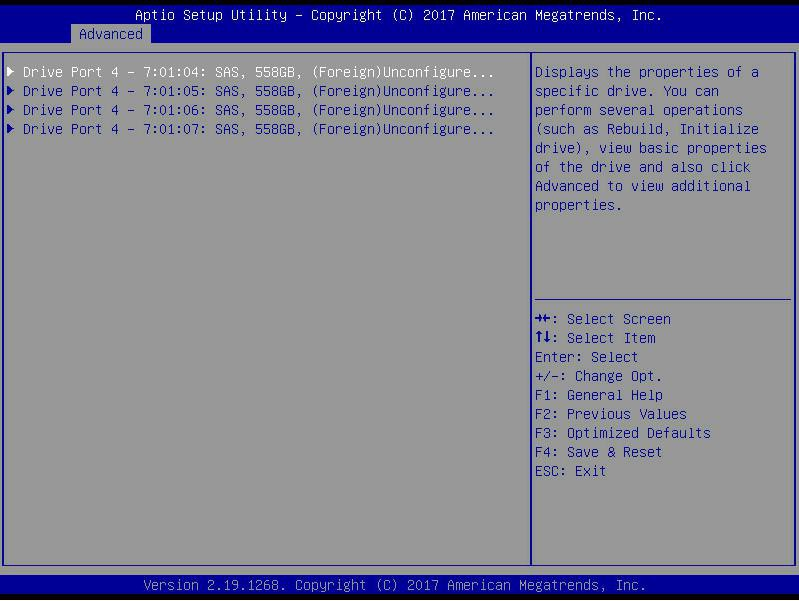 Aptio Setup Utility – Copyright (C) 2017 American Megatrends, Inc.
Advanced
Drive Port 4 – 7:01:04: SAS, 558GB, (Foreign)Unconfigure...
Drive Port 4 – 7:01:05: SAS, 558GB, (Foreign)Unconfigure...
Drive Port 4 – 7:01:06: SAS, 558GB, (Foreign)Unconfigure...
Drive Port 4 – 7:01:07: SAS, 558GB, (Foreign)Unconfigure...
Displays the properties of a
specific drive. You can
perform several operations
(such as Rebuild, Initialize
drive), view basic properties
of the drive and also click
Advanced to view additional
properties.
→←: Select Screen
↑↓: Select Item
Enter: Select
+/–: Change Opt.
F1: General Help
F2: Previous Values
F3: Optimized Defaults
F4: Save & Reset
ESC: Exit
Version 2.19.1268. Copyright (C) 2017 American Megatrends, Inc.